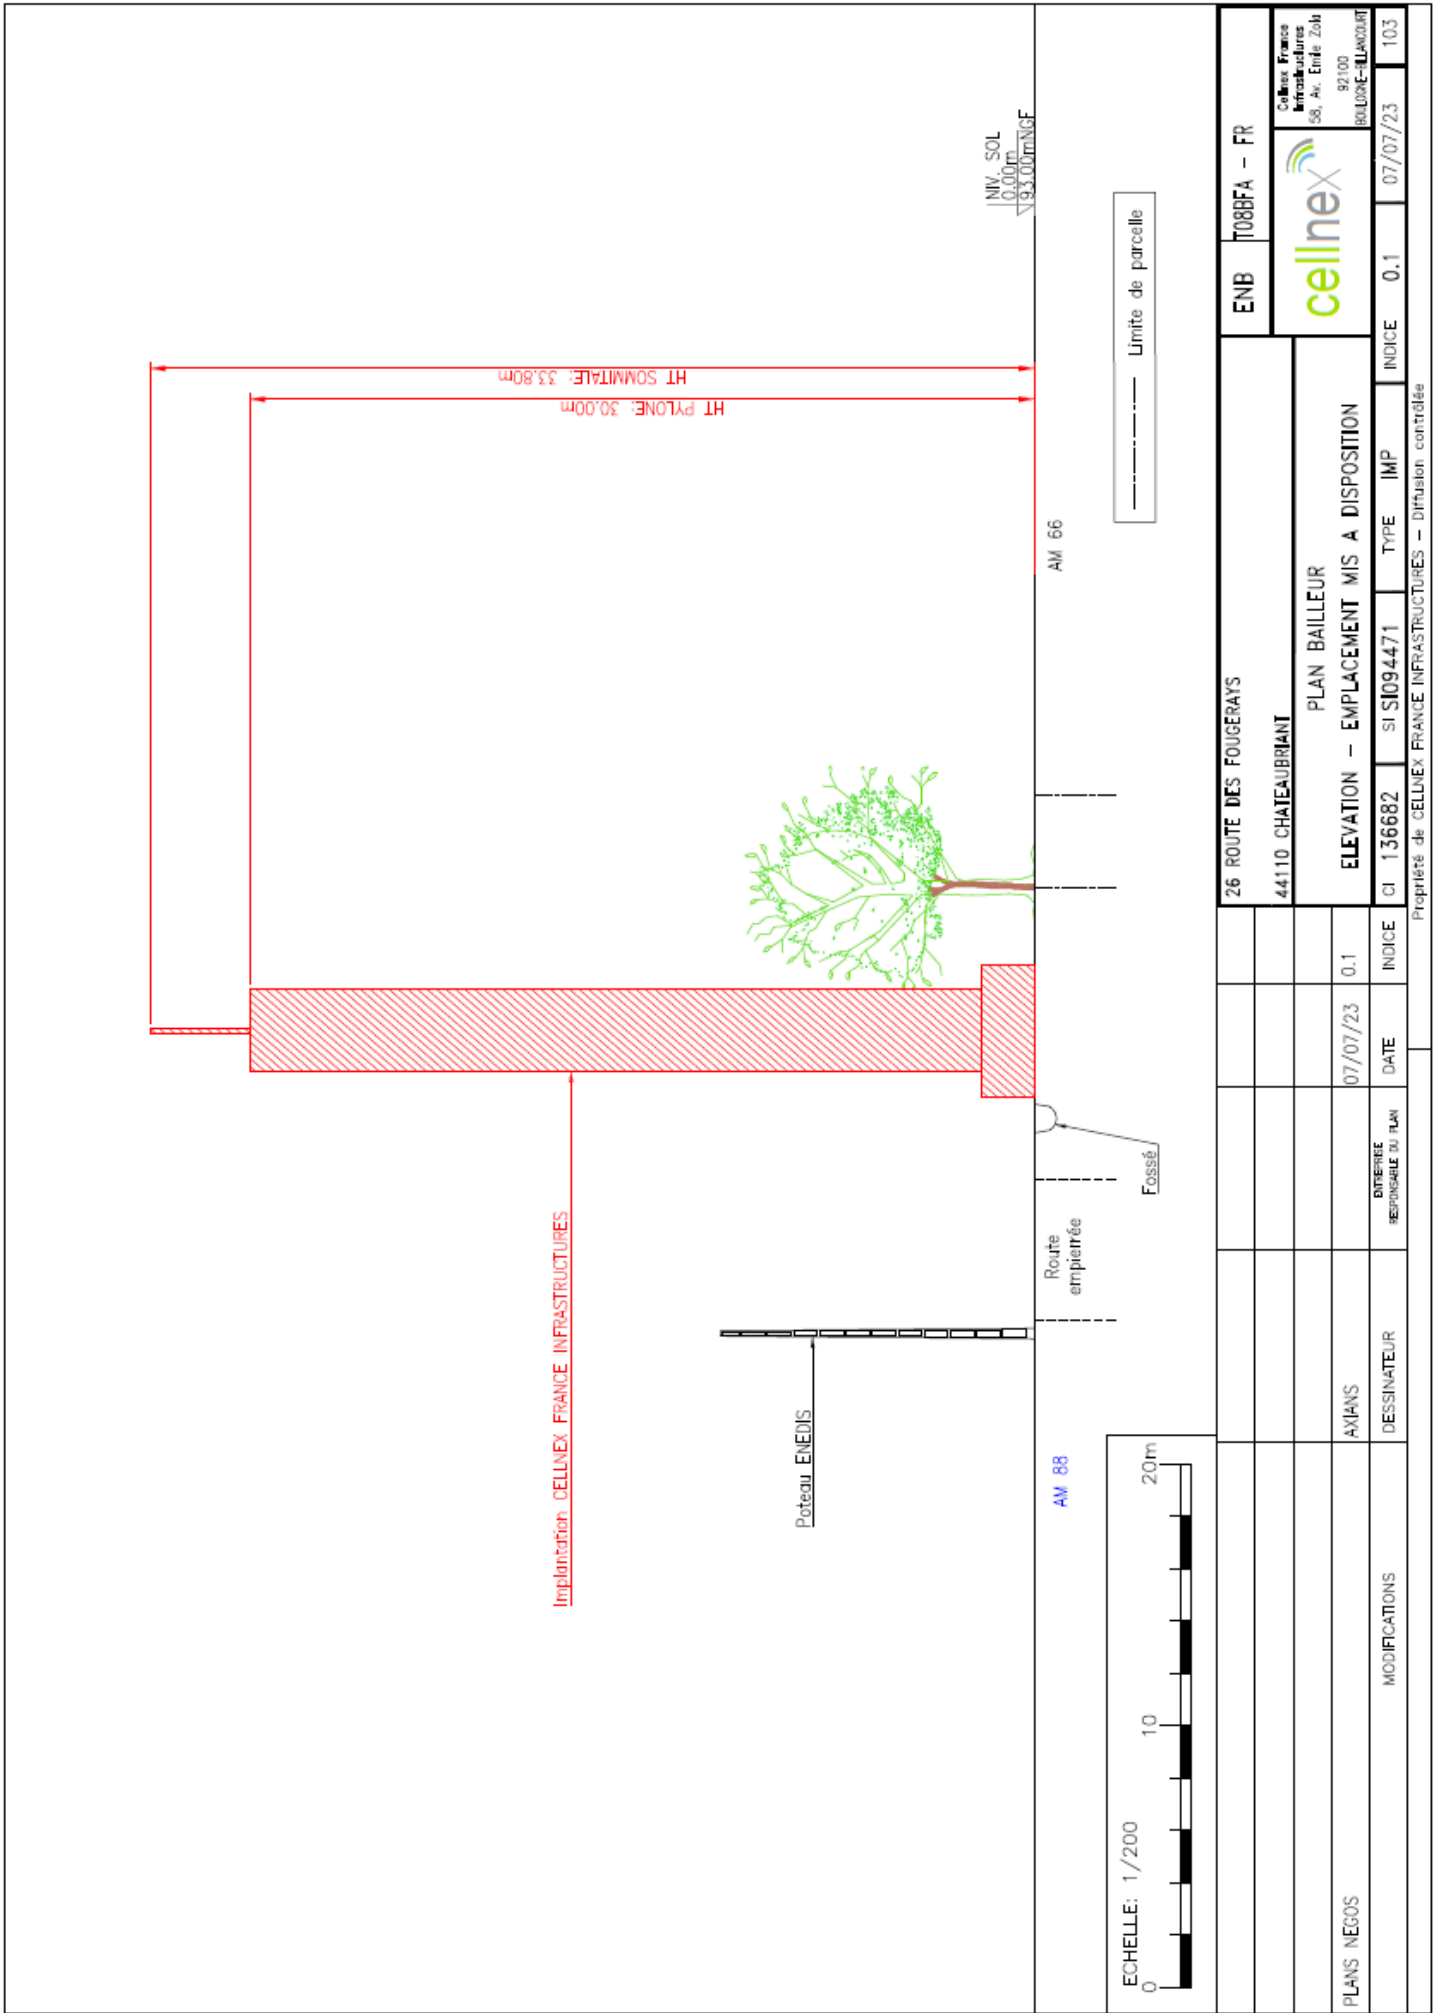 HT SOMMITALE: 33.80m
HT PYLONE: 30.00m
Implantation CELLNEX FRANCE INFRASTRUCTURES
Poteau ENEDIS
NIV. SOL
0.00m
93.00mNGF
AM 88
Route
empierrée
Fossé
AM 66
Limite de parcelle
ECHELLE: 1/200
0
10
20m
26 ROUTE DES FOUGERAYS
44110 CHATEAUBRIANT
ENB
T08BFA - FR
cellnex
Cellnex France
Infrastructures
58, Av. Emile Zola
92100
BOULOGNE-BILLANCOURT
PLAN BAILLEUR
ELEVATION - EMPLACEMENT MIS A DISPOSITION
PLANS NEGOS
AXIANS
07/07/23
0.1
MODIFICATIONS
DESSINATEUR
ENTREPRISE
RESPONSABLE DU PLAN
DATE
INDICE
CI
136682
SI
SI094471
TYPE
IMP
INDICE
0.1
07/07/23
103
Propriété de CELLNEX FRANCE INFRASTRUCTURES - Diffusion contrôlée